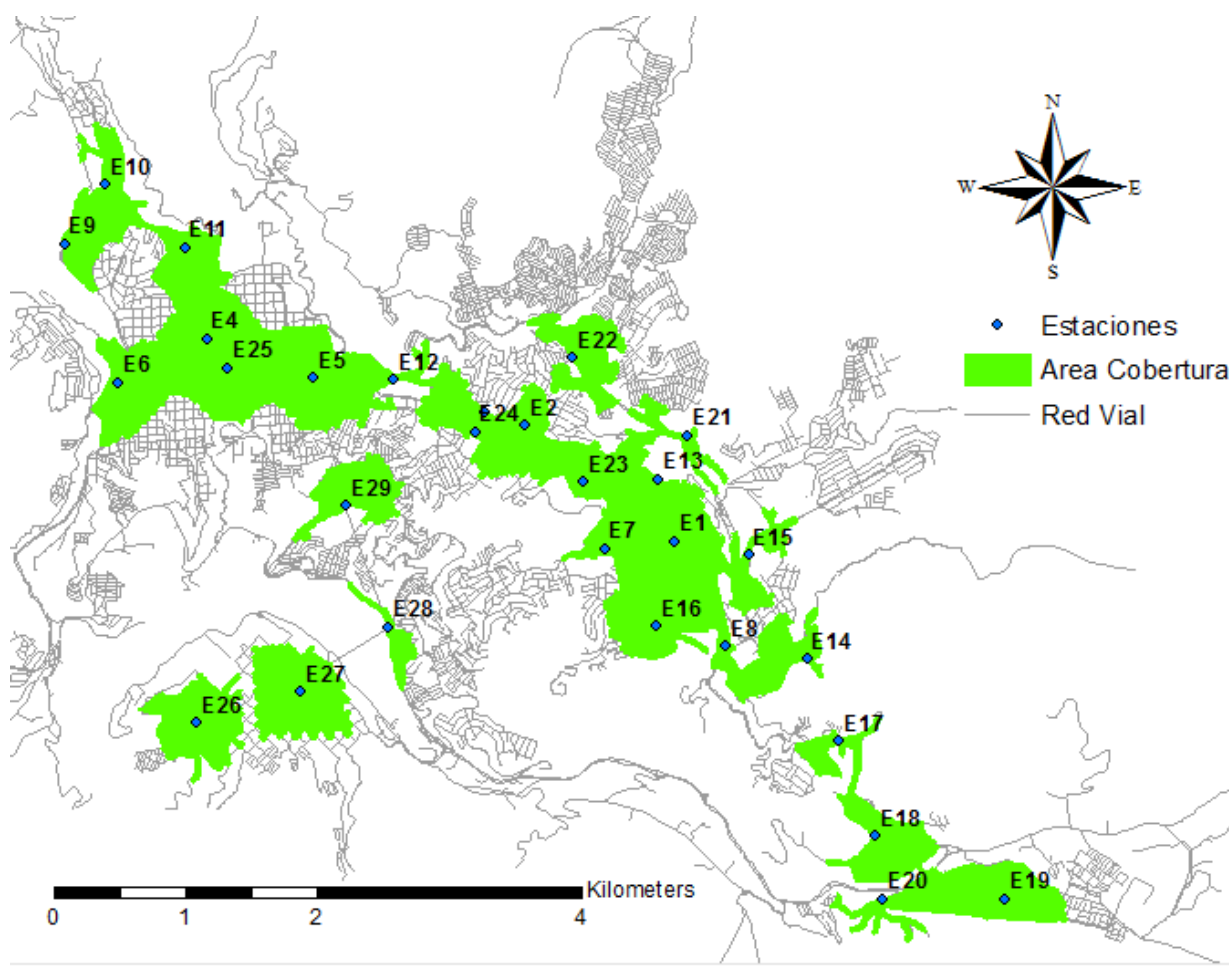 N
W E
S
E10
E9
E11
E4
E25
E5
E6
E12
E22
E24
E2
E21
E23
E13
E29
E7
E1
E15
E16
E28
E8
E14
E27
E26
E17
E18
E20
E19
Estaciones
Area Cobertura
Red Vial
Kilometers
0 1 2 4